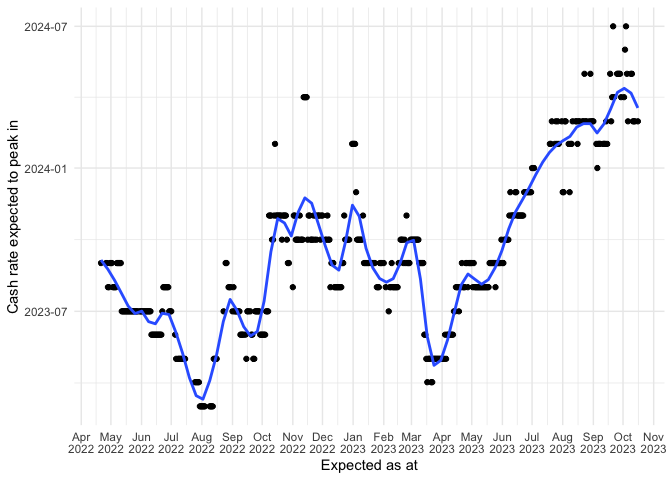 2024-07
2024-01
2023-07
Cash rate expected to peak in
Apr May Jun Jul Aug Sep Oct Nov Dec Jan Feb Mar Apr May Jun Jul Aug Sep Oct Nov
2022 2022 2022 2022 2022 2022 2022 2022 2022 2023 2023 2023 2023 2023 2023 2023 2023 2023 2023 2023
Expected as at